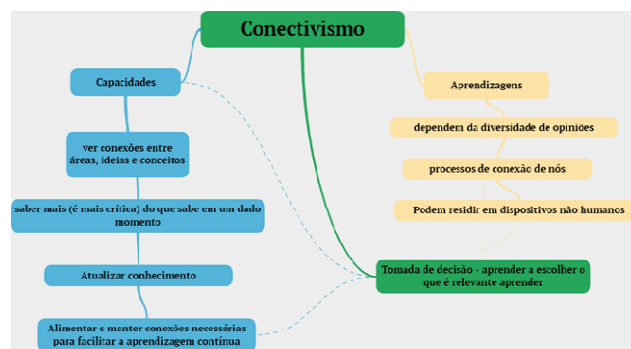 Conectivismo
Capacidades
ver conexões entre
áreas, ideias e conceitos
saber mais (é mais crítica) do que sabe em um dado
momento
Atualizar conhecimento
Alimentar e manter conexões necessárias
para facilitar a aprendizagem contínua
Aprendizagens
dependem da diversidade de opiniões
processos de conexão de nós
Podem residir em dispositivos não humanos
Tomada de decisão - aprender a escolher o
que é relevante aprender